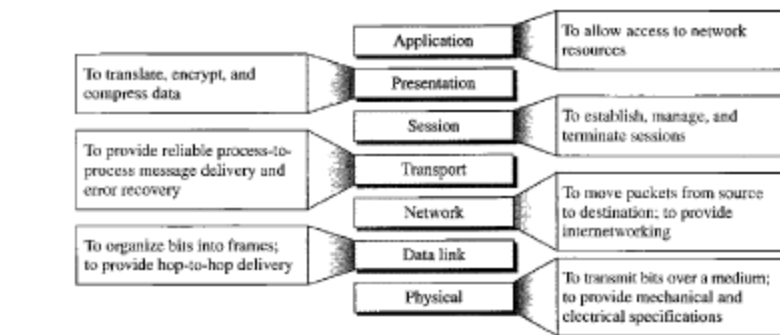 Application
To allow access to network
resources
To translate, encrypt, and
compress data
Presentation
Session
To establish, manage, and
terminate sessions
To provide reliable process-to-
process message delivery and
error recovery
Transport
Network
To move packets from source
to destination; to provide
internetworking
To organize bits into frames;
to provide hop-to-hop delivery
Data link
Physical
To transmit bits over a medium;
to provide mechanical and
electrical specifications